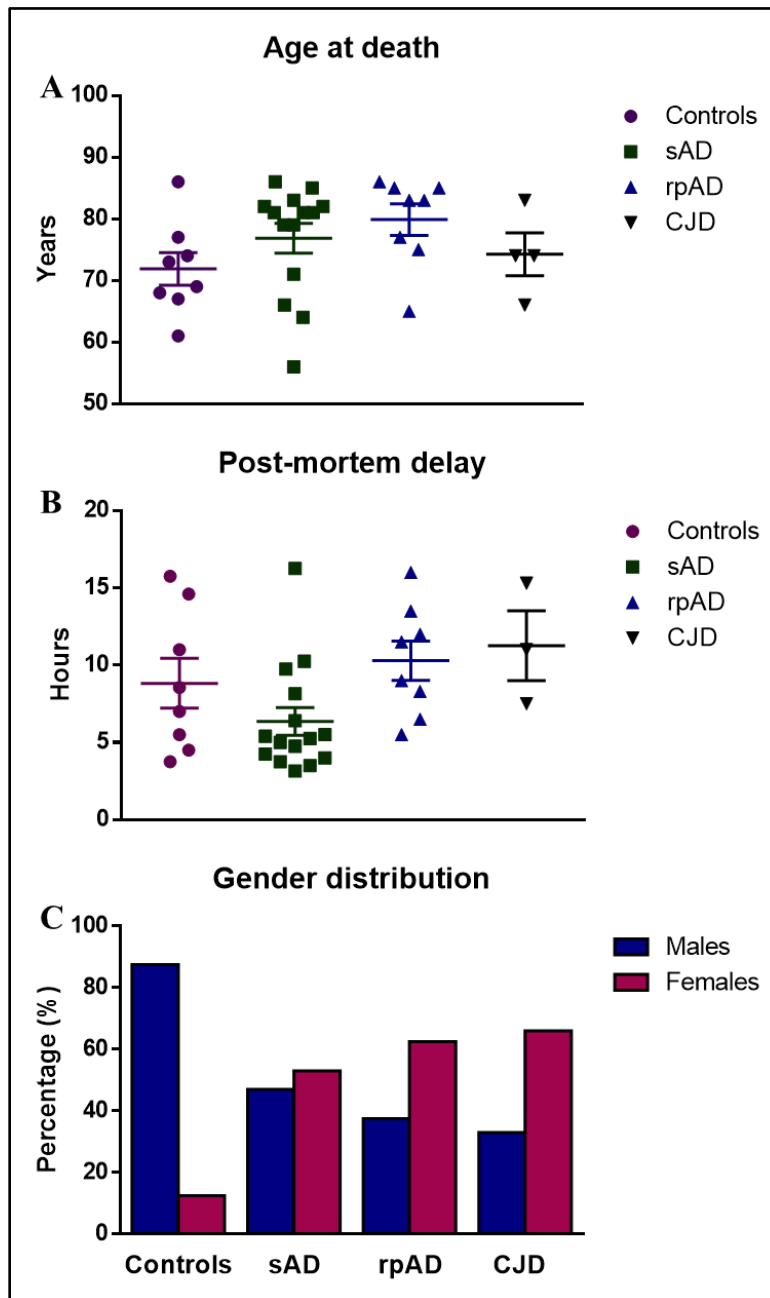 Age at death
A
100
90
80
70
60
50
Years
Controls
sAD
rpAD
CJD
Post-mortem delay
B
20
15
10
5
0
Hours
Controls
sAD
rpAD
CJD
Gender distribution
C
100
80
60
40
20
0
Percentage (%)
Males
Females
Controls sAD rpAD CJD